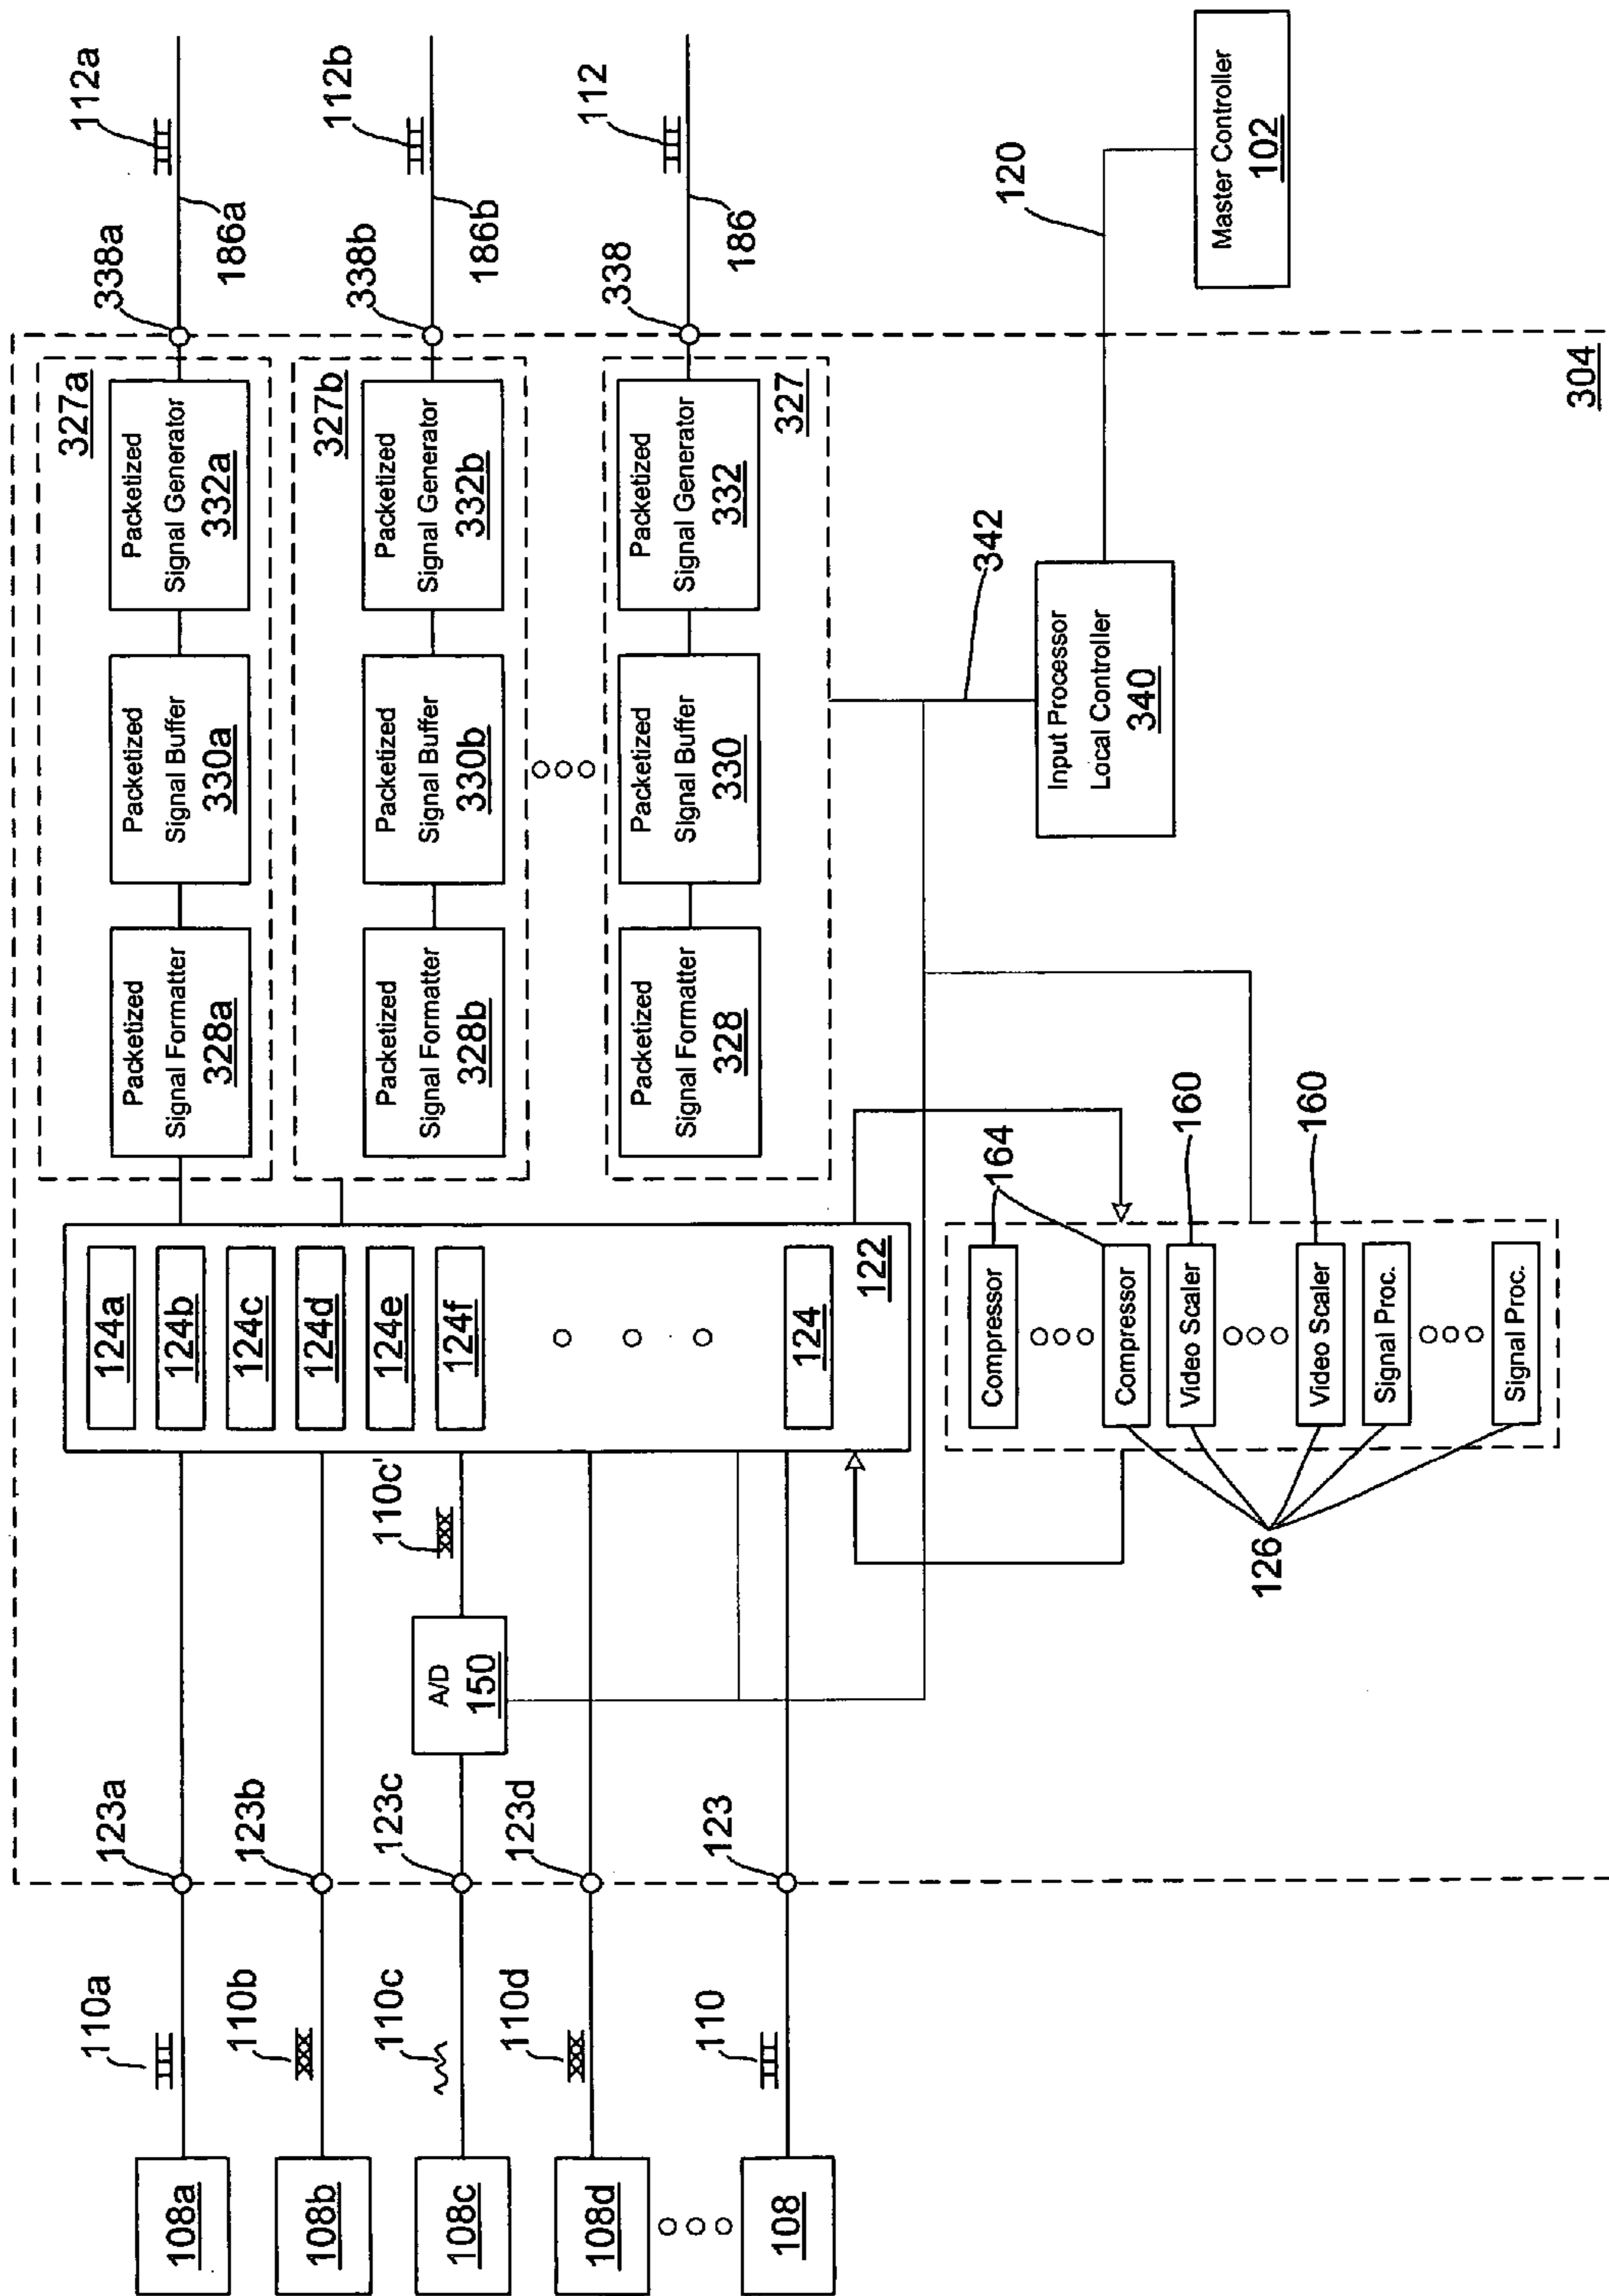 112a
112b
112
186a
186b
186
338a
338b
338
120
Master Controller
102
304
327a
Packetized
Signal Formatter
328a
Packetized
Signal Buffer
330a
Packetized
Signal Generator
332a
327b
Packetized
Signal Formatter
328b
Packetized
Signal Buffer
330b
Packetized
Signal Generator
332b
327
Packetized
Signal Formatter
328
Packetized
Signal Buffer
330
Packetized
Signal Generator
332
342
Input Processor
Local Controller
340
124a
124b
124c
124d
124e
124f
124
122
164
160
160
Compressor
Compressor
Video Scaler
Video Scaler
Signal Proc.
Signal Proc.
126
110c'
A/D
150
123a
123b
123c
123d
123
110a
110b
110c
110d
110
108a
108b
108c
108d
108